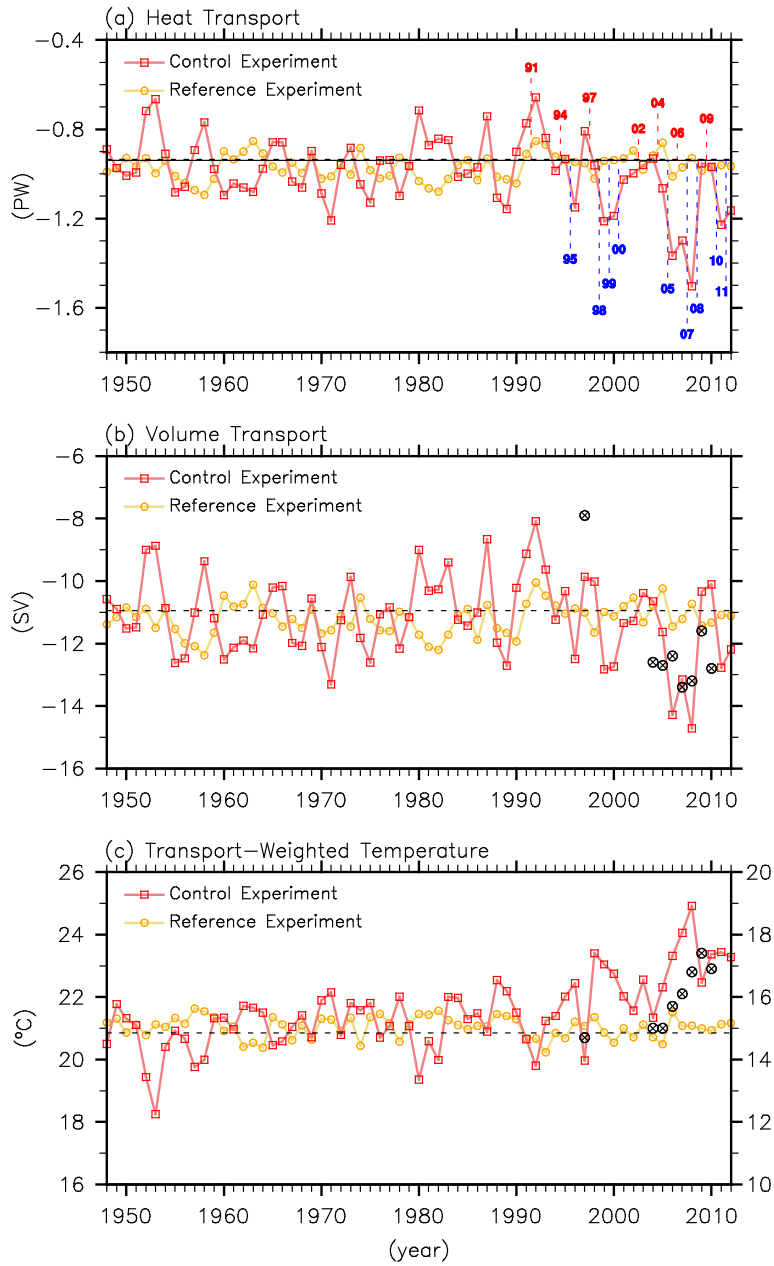 (a) Heat Transport
−0.4
Control Experiment
Reference Experiment
91
94
97
02
04
06
09
−0.8
(PW)
−1.2
95
98
99
00
05
07
08
10
11
−1.6
1950 1960 1970 1980 1990 2000 2010
(b) Volume Transport
−6
Control Experiment
Reference Experiment
−8
−10
(SV)
−12
−14
−16
1950 1960 1970 1980 1990 2000 2010
(c) Transport−Weighted Temperature
26 20
Control Experiment
Reference Experiment
24 18
22 16
(°C)
20 14
18 12
16 10
1950 1960 1970 1980 1990 2000 2010
(year)